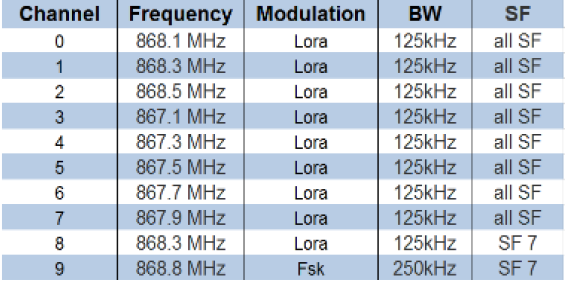 Channel Frequency Modulation BW SF
0 868.1 MHz Lora 125kHz all SF
1 868.3 MHz Lora 125kHz all SF
2 868.5 MHz Lora 125kHz all SF
3 867.1 MHz Lora 125kHz all SF
4 867.3 MHz Lora 125kHz all SF
5 867.5 MHz Lora 125kHz all SF
6 867.7 MHz Lora 125kHz all SF
7 867.9 MHz Lora 125kHz all SF
8 868.3 MHz Lora 125kHz SF 7
9 868.8 MHz Fsk 250kHz SF 7